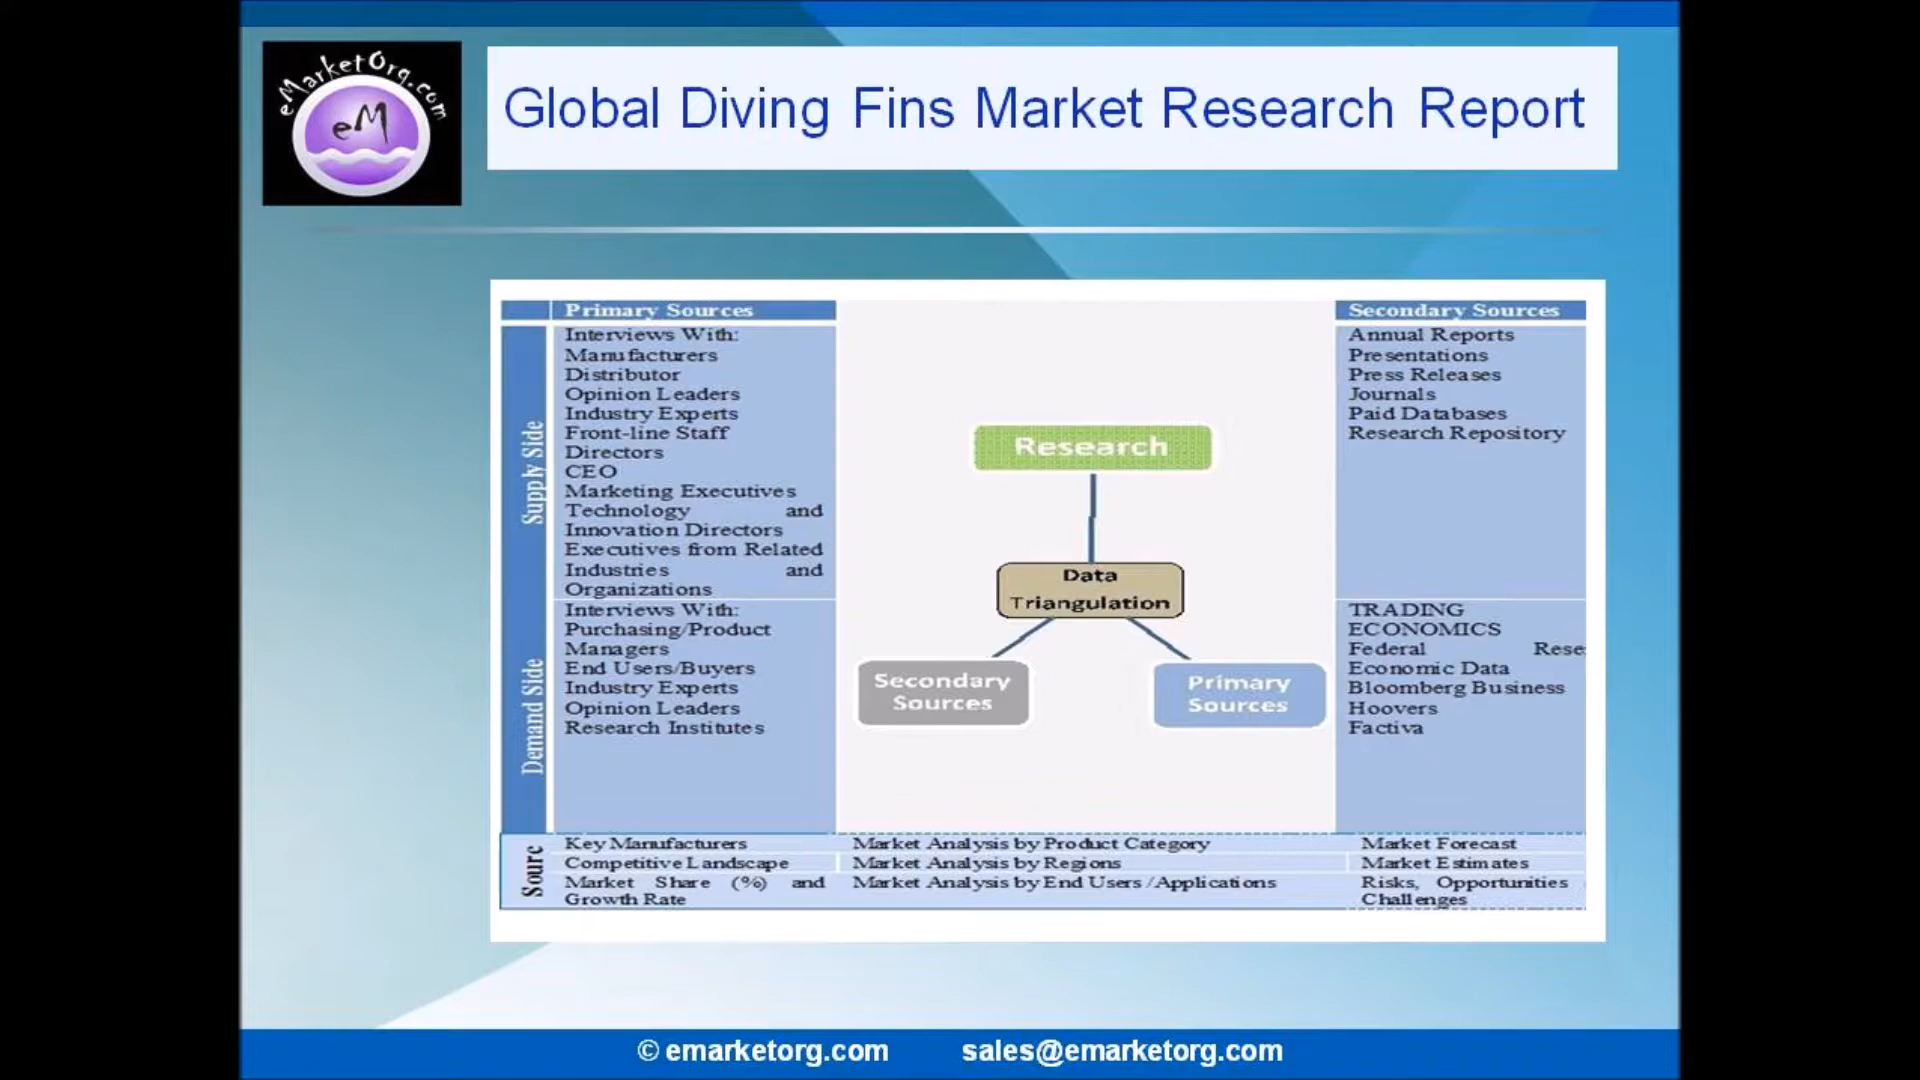 eMarketOrg.com
eM
Global Diving Fins Market Research Report
Primary Sources
Supply Side
Interviews With:
Manufacturers
Distributor
Opinion Leaders
Industry Experts
Front-line Staff
Directors
CEO
Marketing Executives
Technology and
Innovation Directors
Executives from Related
Industries and
Organizations
Demand Side
Interviews With:
Purchasing/Product
Managers
End Users/Buyers
Industry Experts
Opinion Leaders
Research Institutes
Research
Data
Triangulation
Secondary
Sources
Primary
Sources
Secondary Sources
Annual Reports
Presentations
Press Releases
Journals
Paid Databases
Research Repository
TRADING
ECONOMICS
Federal Rese
Economic Data
Bloomberg Business
Hoovers
Factiva
Sourc
Key Manufacturers
Competitive Landscape
Market Share (%) and
Growth Rate
Market Analysis by Product Category
Market Analysis by Regions
Market Analysis by End Users /Applications
Market Forecast
Market Estimates
Risks, Opportunities
Challenges
© emarketorg.com sales@emarketorg.com